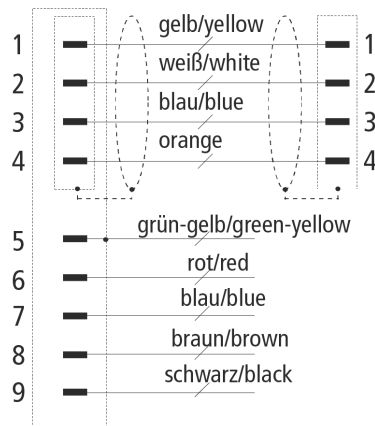 gelb/yellow
1 1
weiß/white
2 2
blau/blue
3 3
orange
4 4
grün-gelb/green-yellow
5
rot/red
6
blau/blue
7
braun/brown
8
schwarz/black
9